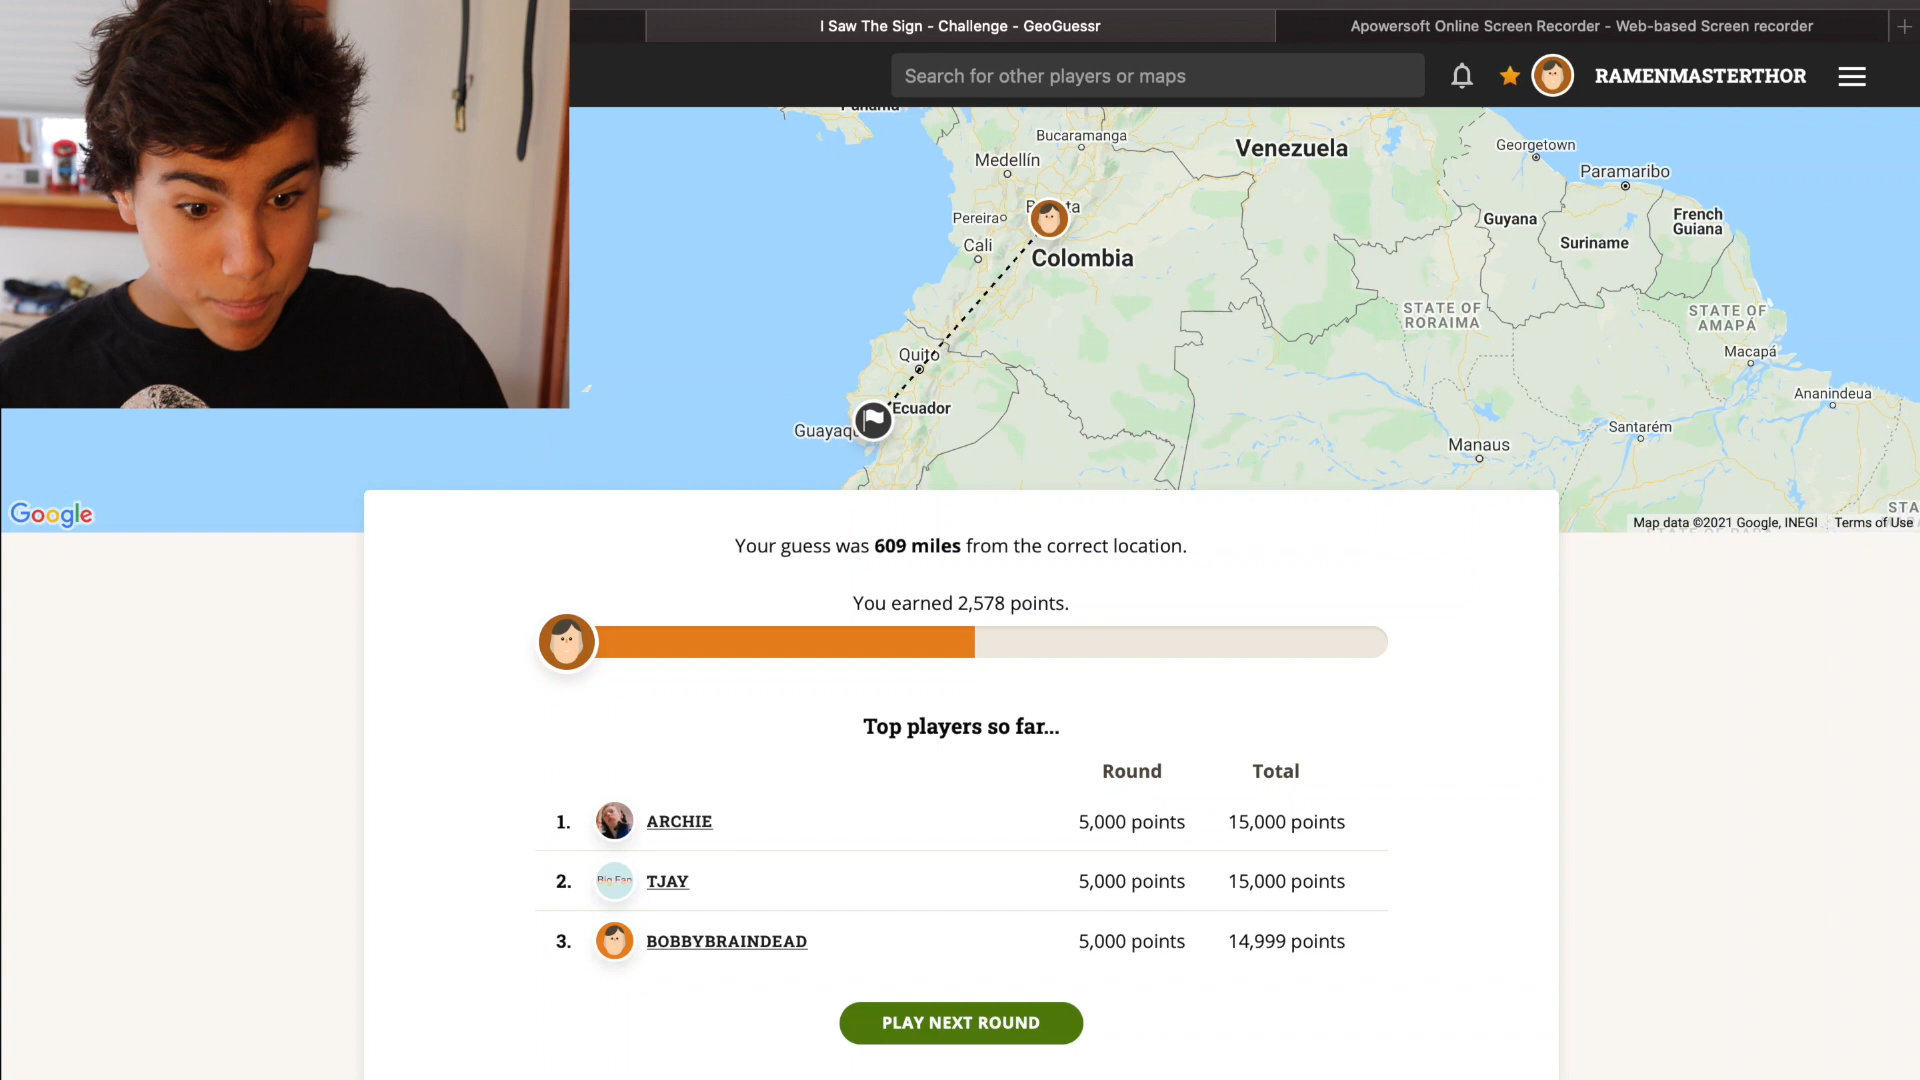 I Saw The Sign - Challenge - GeoGuessr
Apowersoft Online Screen Recorder - Web-based Screen recorder
Search for other players or maps
RAMENMASTERTHOR
Panama
Bucaramanga
Medellín
Venezuela
Georgetown
Paramaribo
Pereira
Guyana
French
Guiana
Suriname
Cali
Colombia
STATE OF
RORAIMA
STATE OF
AMAPÁ
Quito
Macapá
Ecuador
Ananindeua
Santarém
Manaus
Google
Map data ©2021 Google, INEGI
Terms of Use
Your guess was 609 miles from the correct location.
You earned 2,578 points.
Top players so far...
Round Total
1. ARCHIE 5,000 points 15,000 points
2. Big Fan TJAY 5,000 points 15,000 points
3. BOBBYBRAINDEAD 5,000 points 14,999 points
PLAY NEXT ROUND